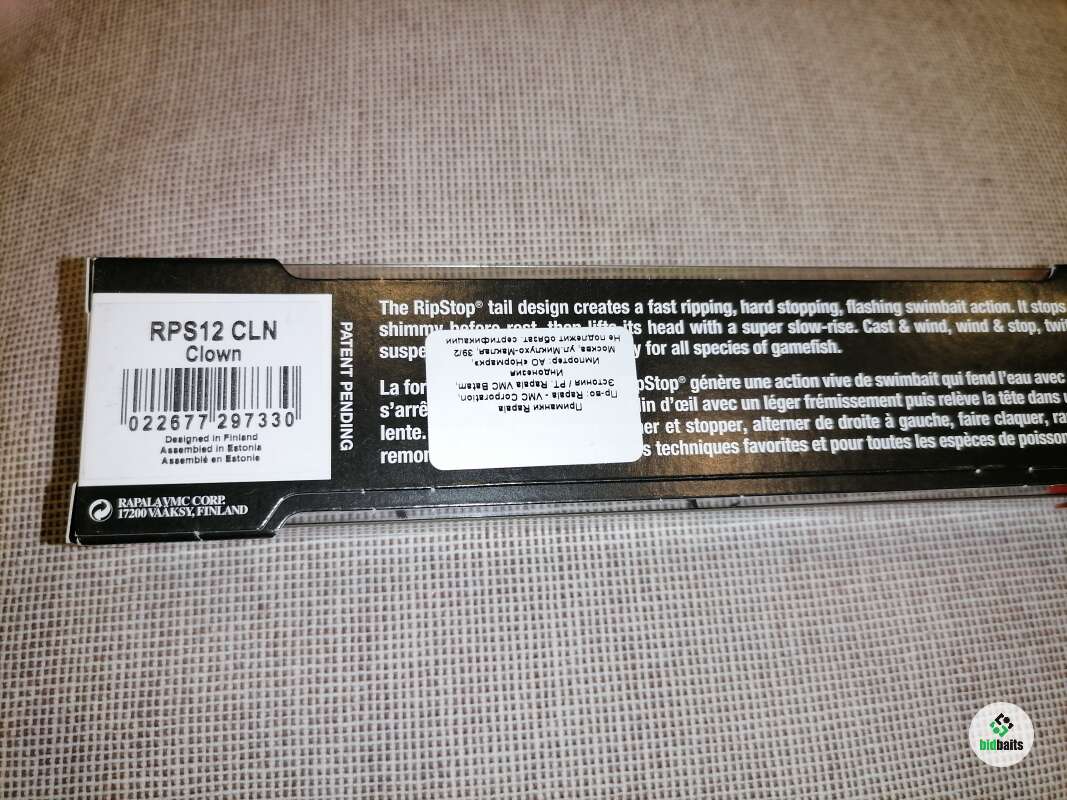 RPS12 CLN
Clown
022677 297330
Designed in Finland
Assembled in Estonia
Assemblé en Estonie
RAPALA VMC CORP.
17200 VÄÄKSY, FINLAND
PATENT PENDING
The RipStop® tail design creates a fast ripping, hard stopping, flashing swimbait action. It stops
shimmy before rest, then lifts its head with a super slow-rise. Cast & wind, wind & stop, twit
suspe y for all species of gamefish.
La for ipStop® génère une action vive de swimbait qui fend l'eau avec
s'arrê in d'œil avec un léger frémissement puis relève la tête dans u
lente. ner et stopper, alterner de droite à gauche, faire claquer, ra
remon s techniques favorites et pour toutes les espèces de poisson
Приманки Rapala
Пр-во: Rapala - VMC Corporation,
Эстония / PT. Rapala VMC Batam,
Индонезия
Импортер: АО «Нормарк»
Москва, ул. Миклухо-Маклая, 39/2
Не подлежит обязат. сертификации
bidbaits